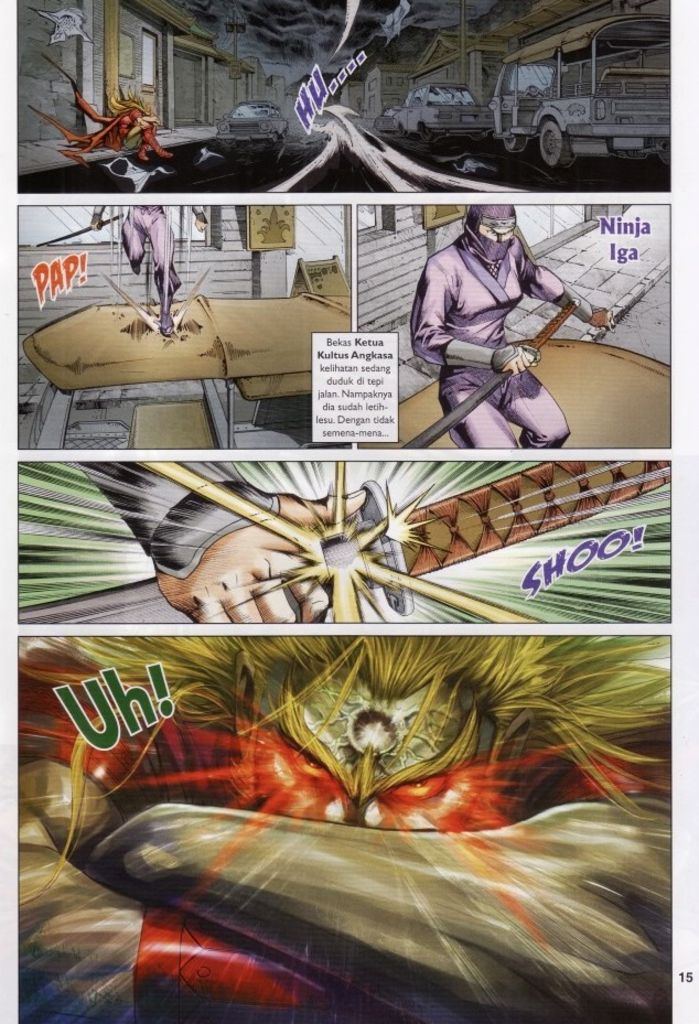 HU.....
PAP!
Bekas Ketua
Kultus Angkasa
kelihatan sedang
duduk di tepi
jalan. Nampaknya
dia sudah letih-
lesu. Dengan tidak
semena-mena...
Ninja
Iga
SHOO!
Uh!
15